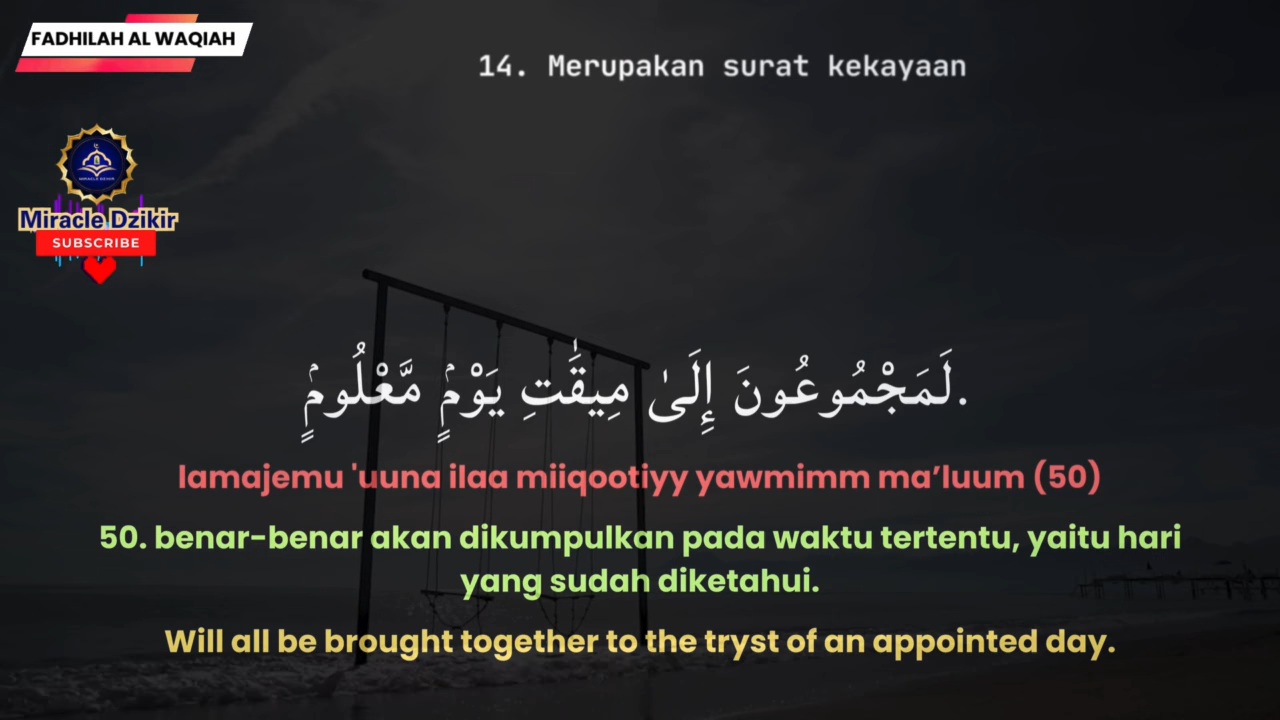 FADHILAH AL WAQIAH
14. Merupakan surat kekayaan
MIRACLE DZIKIR
Miracle Dzikir
SUBSCRIBE
لَمَجْمُوعُونَ إِلَىٰ مِيقَٰتِ يَوْمٍۢ مَّعْلُومٍۢ.
lamajemu 'uuna ilaa miiqootiyy yawmimm ma’luum (50)
50. benar-benar akan dikumpulkan pada waktu tertentu, yaitu hari
yang sudah diketahui.
Will all be brought together to the tryst of an appointed day.